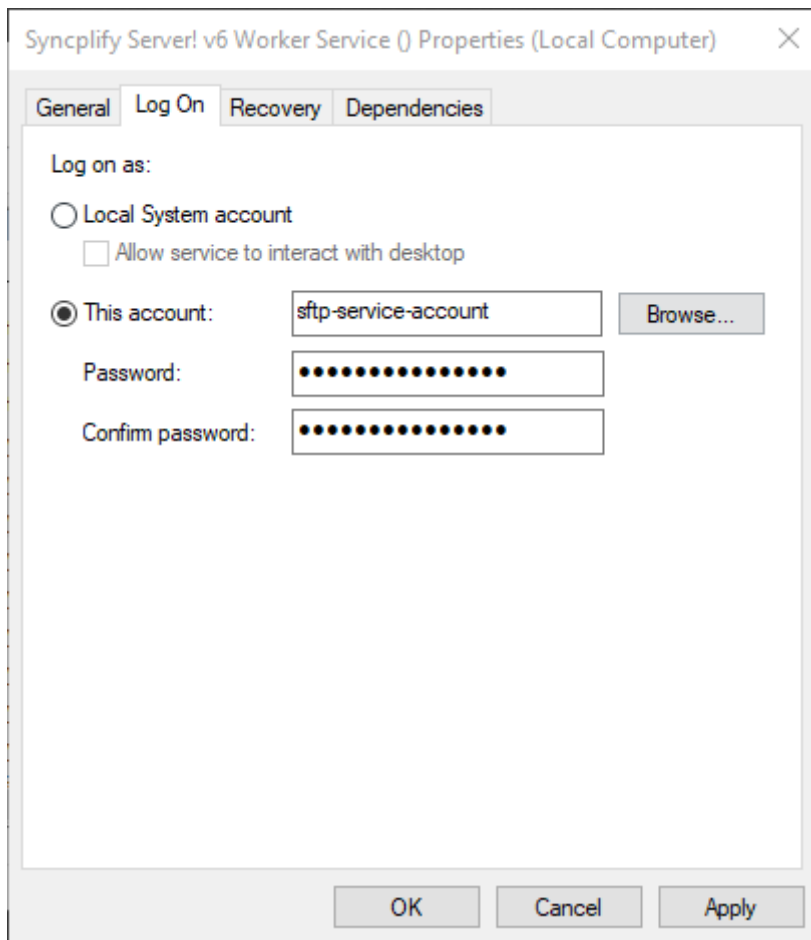 Syncplify Server! v6 Worker Service () Properties (Local Computer)
General Log On Recovery Dependencies
Log on as:
Local System account
Allow service to interact with desktop
This account: sftp-service-account Browse...
Password: ●●●●●●●●●●●●●●●
Confirm password: ●●●●●●●●●●●●●●●
OK Cancel Apply